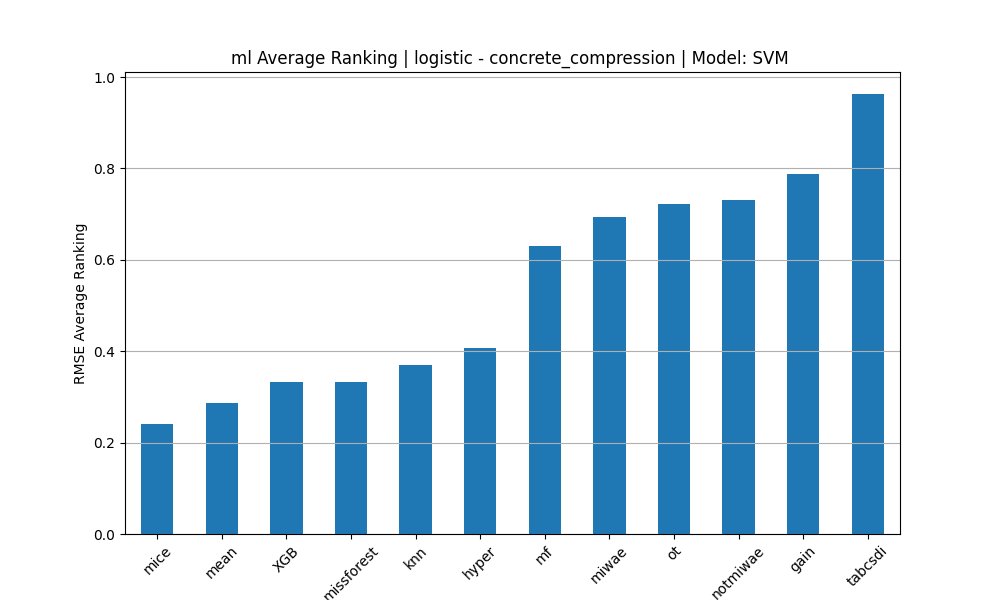 ml Average Ranking | logistic - concrete_compression | Model: SVM
RMSE Average Ranking
1.0
0.8
0.6
0.4
0.2
0.0
mice
mean
XGB
missforest
knn
hyper
mf
miwae
ot
notmiwae
gain
tabcsdi